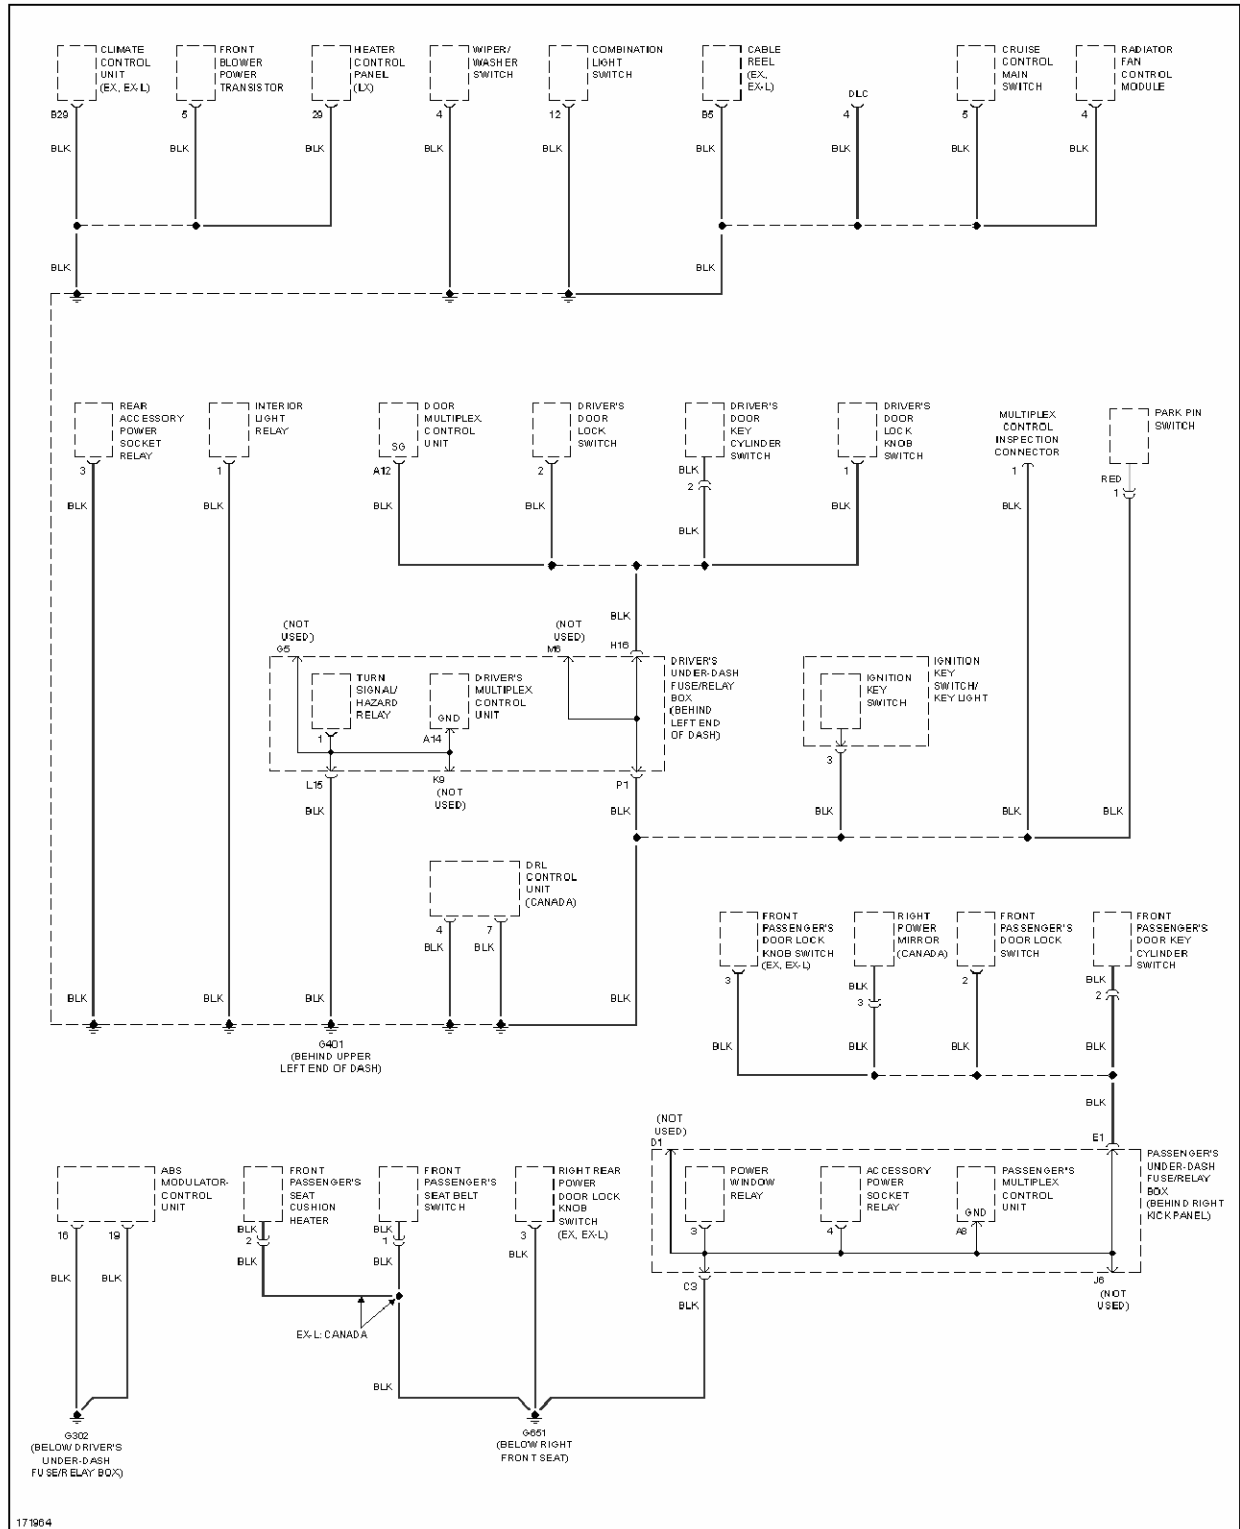 CLIMATE
CONTROL
UNIT
(EX, EX-L)
FRONT
BLOWER
POWER
TRANSISTOR
HEATER
CONTROL
PANEL
(LX)
WIPER/
WASHER
SWITCH
COMBINATION
LIGHT
SWITCH
CABLE
REEL
(EX,
EX-L)
DLC
CRUISE
CONTROL
MAIN
SWITCH
RADIATOR
FAN
CONTROL
MODULE
B29 5 29 4 12 B5 4 5 4
BLK BLK BLK BLK BLK BLK BLK BLK BLK
BLK BLK
REAR
ACCESSORY
POWER
SOCKET
RELAY
INTERIOR
LIGHT
RELAY
DOOR
MULTIPLEX
CONTROL
UNIT
SG
DRIVER'S
DOOR
LOCK
SWITCH
DRIVER'S
DOOR
KEY
CYLINDER
SWITCH
DRIVER'S
DOOR
LOCK
KNOB
SWITCH
MULTIPLEX
CONTROL
INSPECTION
CONNECTOR
PARK PIN
SWITCH
3 1 A12 2 BLK 1 1 RED
2 1
BLK BLK BLK BLK BLK BLK BLK
BLK
(NOT
USED)
G5
(NOT
USED)
M6
H16
TURN
SIGNAL/
HAZARD
RELAY
1
DRIVER'S
MULTIPLEX
CONTROL
UNIT
GND
A14
DRIVER'S
UNDER-DASH
FUSE/RELAY
BOX
(BEHIND
LEFT END
OF DASH)
IGNITION
KEY
SWITCH
IGNITION
KEY
SWITCH/
KEY LIGHT
3
L15
K9
(NOT
USED)
P1
BLK BLK BLK BLK BLK
DRL
CONTROL
UNIT
(CANADA)
4 7
BLK BLK
BLK BLK BLK BLK
G401
(BEHIND UPPER
LEFT END OF DASH)
FRONT
PASSENGER'S
DOOR LOCK
KNOB SWITCH
(EX, EX-L)
RIGHT
POWER
MIRROR
(CANADA)
FRONT
PASSENGER'S
DOOR LOCK
SWITCH
FRONT
PASSENGER'S
DOOR KEY
CYLINDER
SWITCH
3 BLK 2 BLK
3 2
BLK BLK BLK BLK
BLK
(NOT
USED)
D1
E1
POWER
WINDOW
RELAY
3
ACCESSORY
POWER
SOCKET
RELAY
4
PASSENGER'S
MULTIPLEX
CONTROL
UNIT
GND
A8
PASSENGER'S
UNDER-DASH
FUSE/RELAY
BOX
(BEHIND RIGHT
KICK PANEL)
C3
BLK
J6
(NOT
USED)
ABS
MODULATOR-
CONTROL
UNIT
16 19
BLK BLK
FRONT
PASSENGER'S
SEAT
CUSHION
HEATER
BLK
2
BLK
FRONT
PASSENGER'S
SEAT BELT
SWITCH
BLK
1
BLK
RIGHT REAR
POWER
DOOR LOCK
KNOB
SWITCH
(EX, EX-L)
3
BLK
EX-L: CANADA
BLK
G302
(BELOW DRIVER'S
UNDER-DASH
FUSE/RELAY BOX)
G651
(BELOW RIGHT
FRONT SEAT)
171964